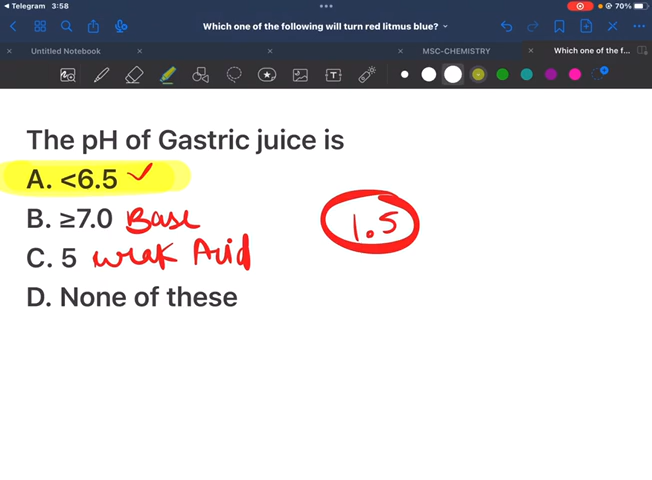 Telegram 3:58
70%
Which one of the following will turn red litmus blue?
Untitled Notebook
MSC-CHEMISTRY
Which one of the f...
The pH of Gastric juice is
A. <6.5
B. ≥7.0 Base
1.5
C. 5 weak Acid
D. None of these